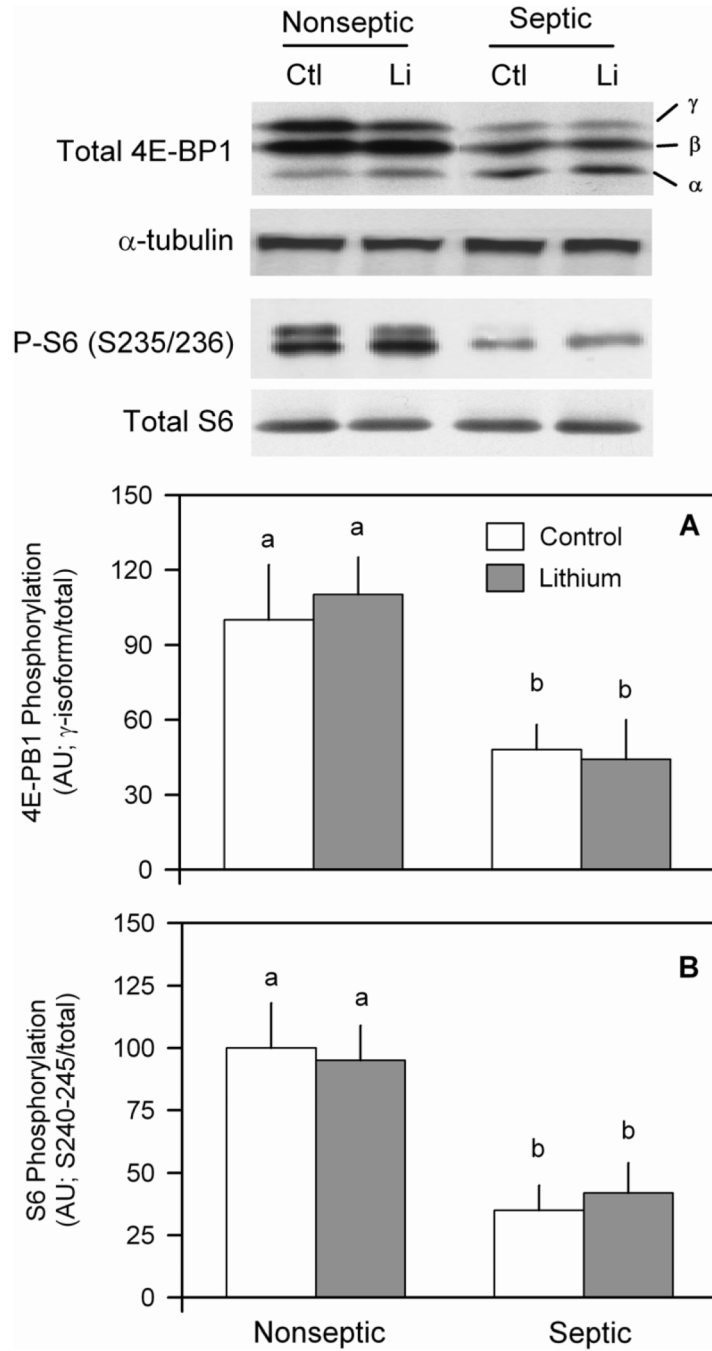 Nonseptic Septic
Ctl Li Ctl Li
Total 4E-BP1
γ
β
α
α-tubulin
P-S6 (S235/236)
Total S6
A
Control
Lithium
4E-PB1 Phosphorylation
(AU; γ-isoform/total)
150
120
90
60
30
0
a
a
b
b
B
S6 Phosphorylation
(AU; S240-245/total)
150
125
100
75
50
25
0
a
a
b
b
Nonseptic Septic